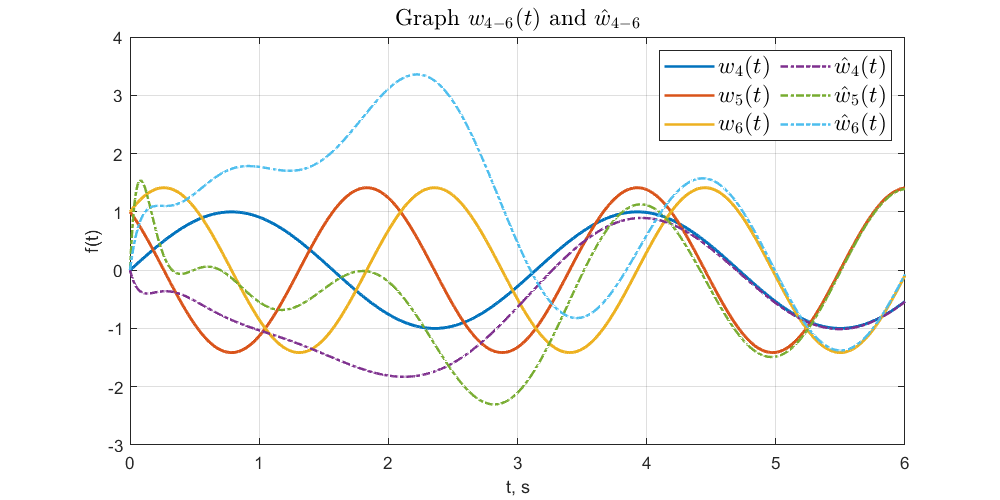 Graph w₄₋₆(t) and ŵ₄₋₆
4
3
2
1
0
-1
-2
-3
f(t)
w₄(t) ŵ₄(t)
w₅(t) ŵ₅(t)
w₆(t) ŵ₆(t)
0 1 2 3 4 5 6
t, s